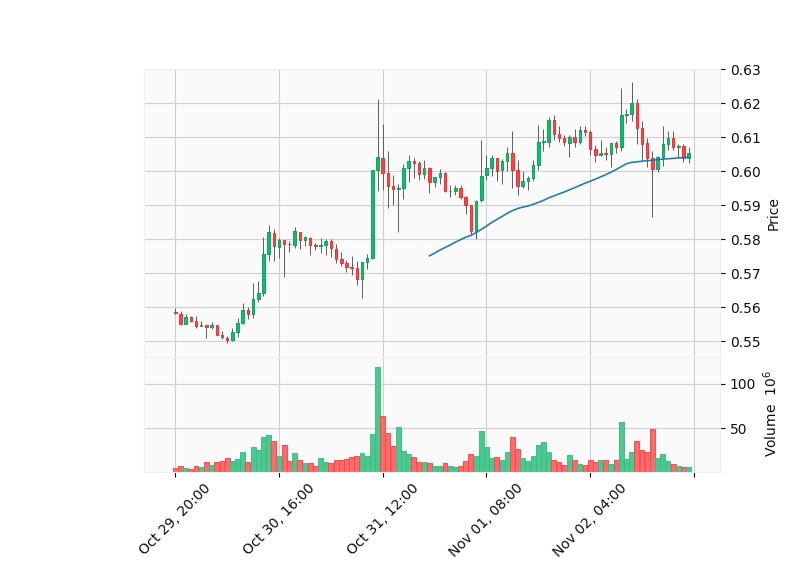 0.63
0.62
0.61
0.60
0.59
0.58
0.57
0.56
0.55
Price
100
50
Volume 10⁶
Oct 29, 20:00
Oct 30, 16:00
Oct 31, 12:00
Nov 01, 08:00
Nov 02, 04:00